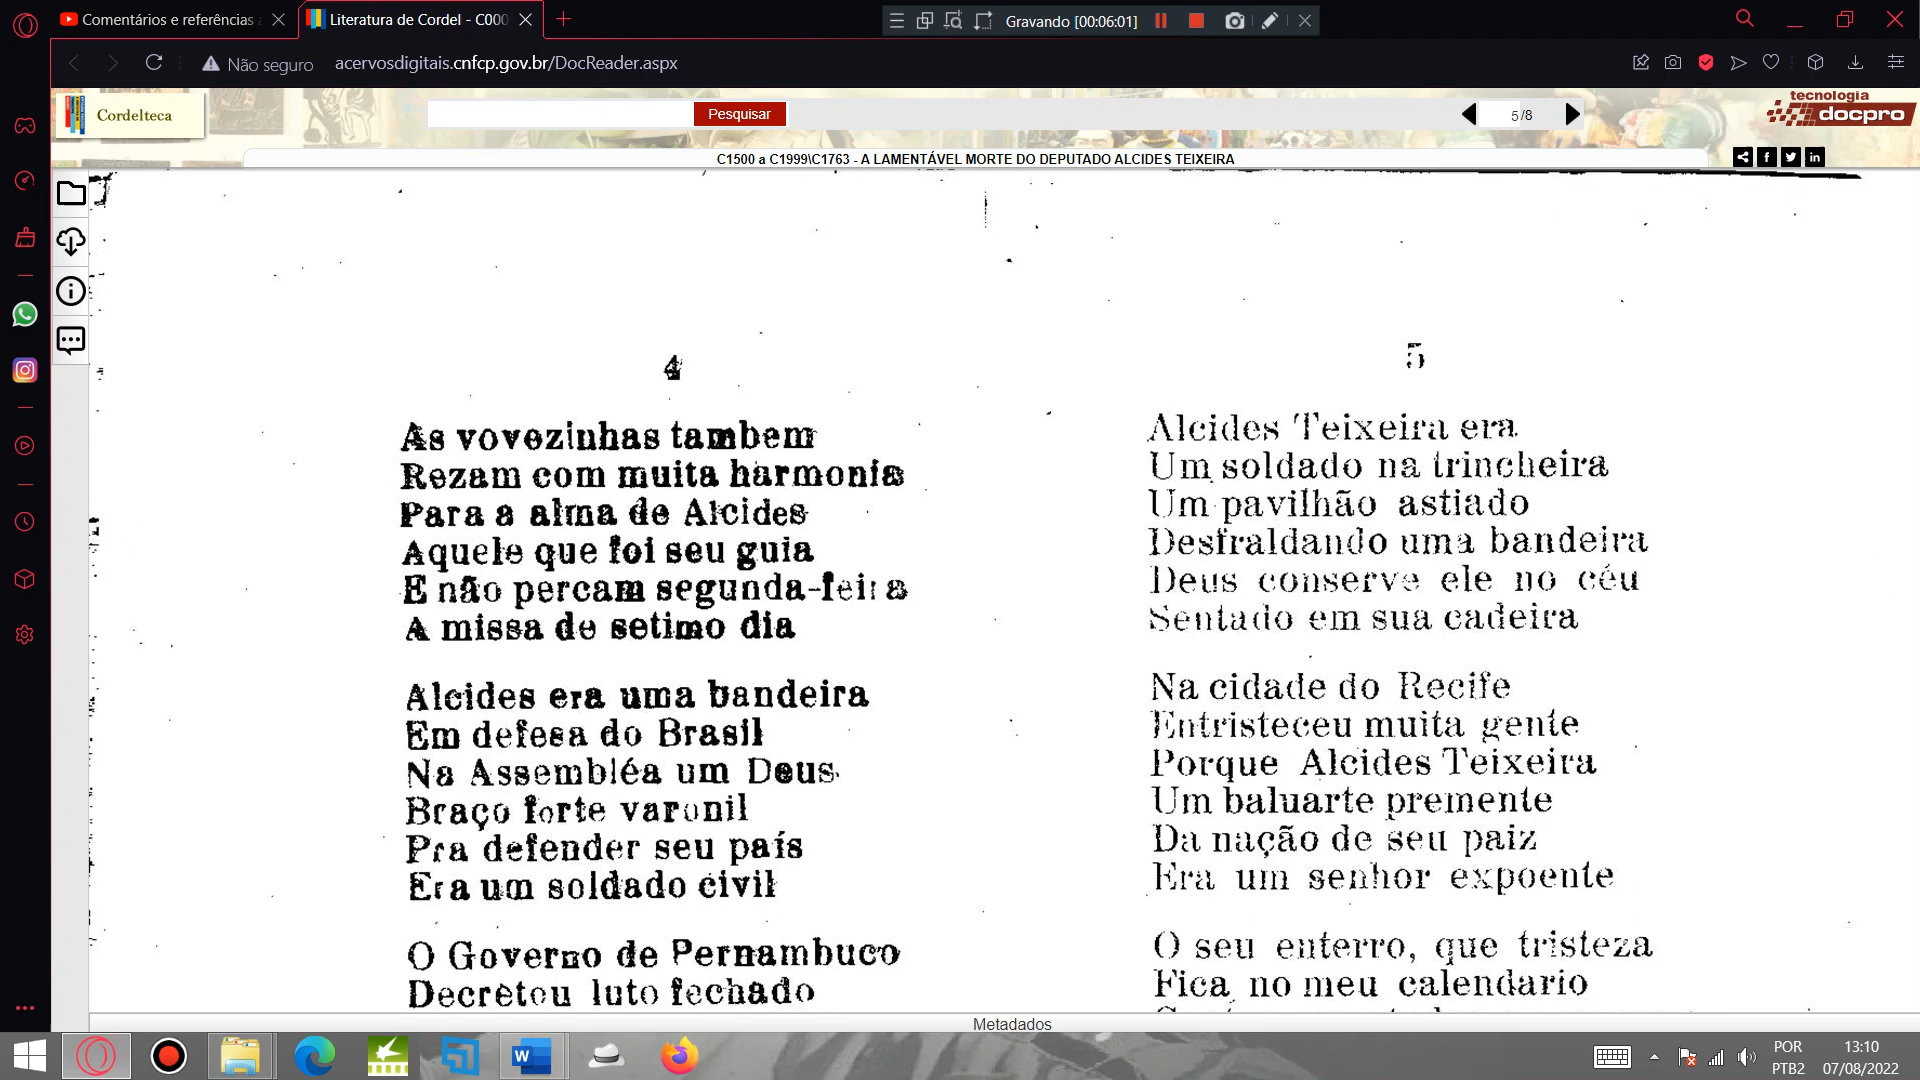 Comentários e referências
Literatura de Cordel - C000
Gravando [00:06:01]
Não seguro
acervosdigitais.cnfcp.gov.br/DocReader.aspx
Cordelteca
Pesquisar
5 /8
tecnologia
docpro
C1500 a C1999\C1763 - A LAMENTÁVEL MORTE DO DEPUTADO ALCIDES TEIXEIRA
4
As vovozinhas tambem
Rezam com muita harmonia
Para a alma de Alcides
Aquele que foi seu guia
E não percam segunda-feira
A missa de setimo dia
Alcides era uma bandeira
Em defesa do Brasil
Na Assembléa um Deus
Braço forte varonil
Pra defender seu país
Era um soldado civil
O Governo de Pernambuco
Decretou luto fechado
5
Alcides Teixeira era
Um soldado na trincheira
Um pavilhão astiado
Desfraldando uma bandeira
Deus conserve ele no céu
Sentado em sua cadeira
Na cidade do Recife
Entristeceu muita gente
Porque Alcides Teixeira
Um baluarte premente
Da nação de seu paiz
Era um senhor expoente
O seu enterro, que tristeza
Fica no meu calendario
Metadados
POR
PTB2
13:10
07/08/2022